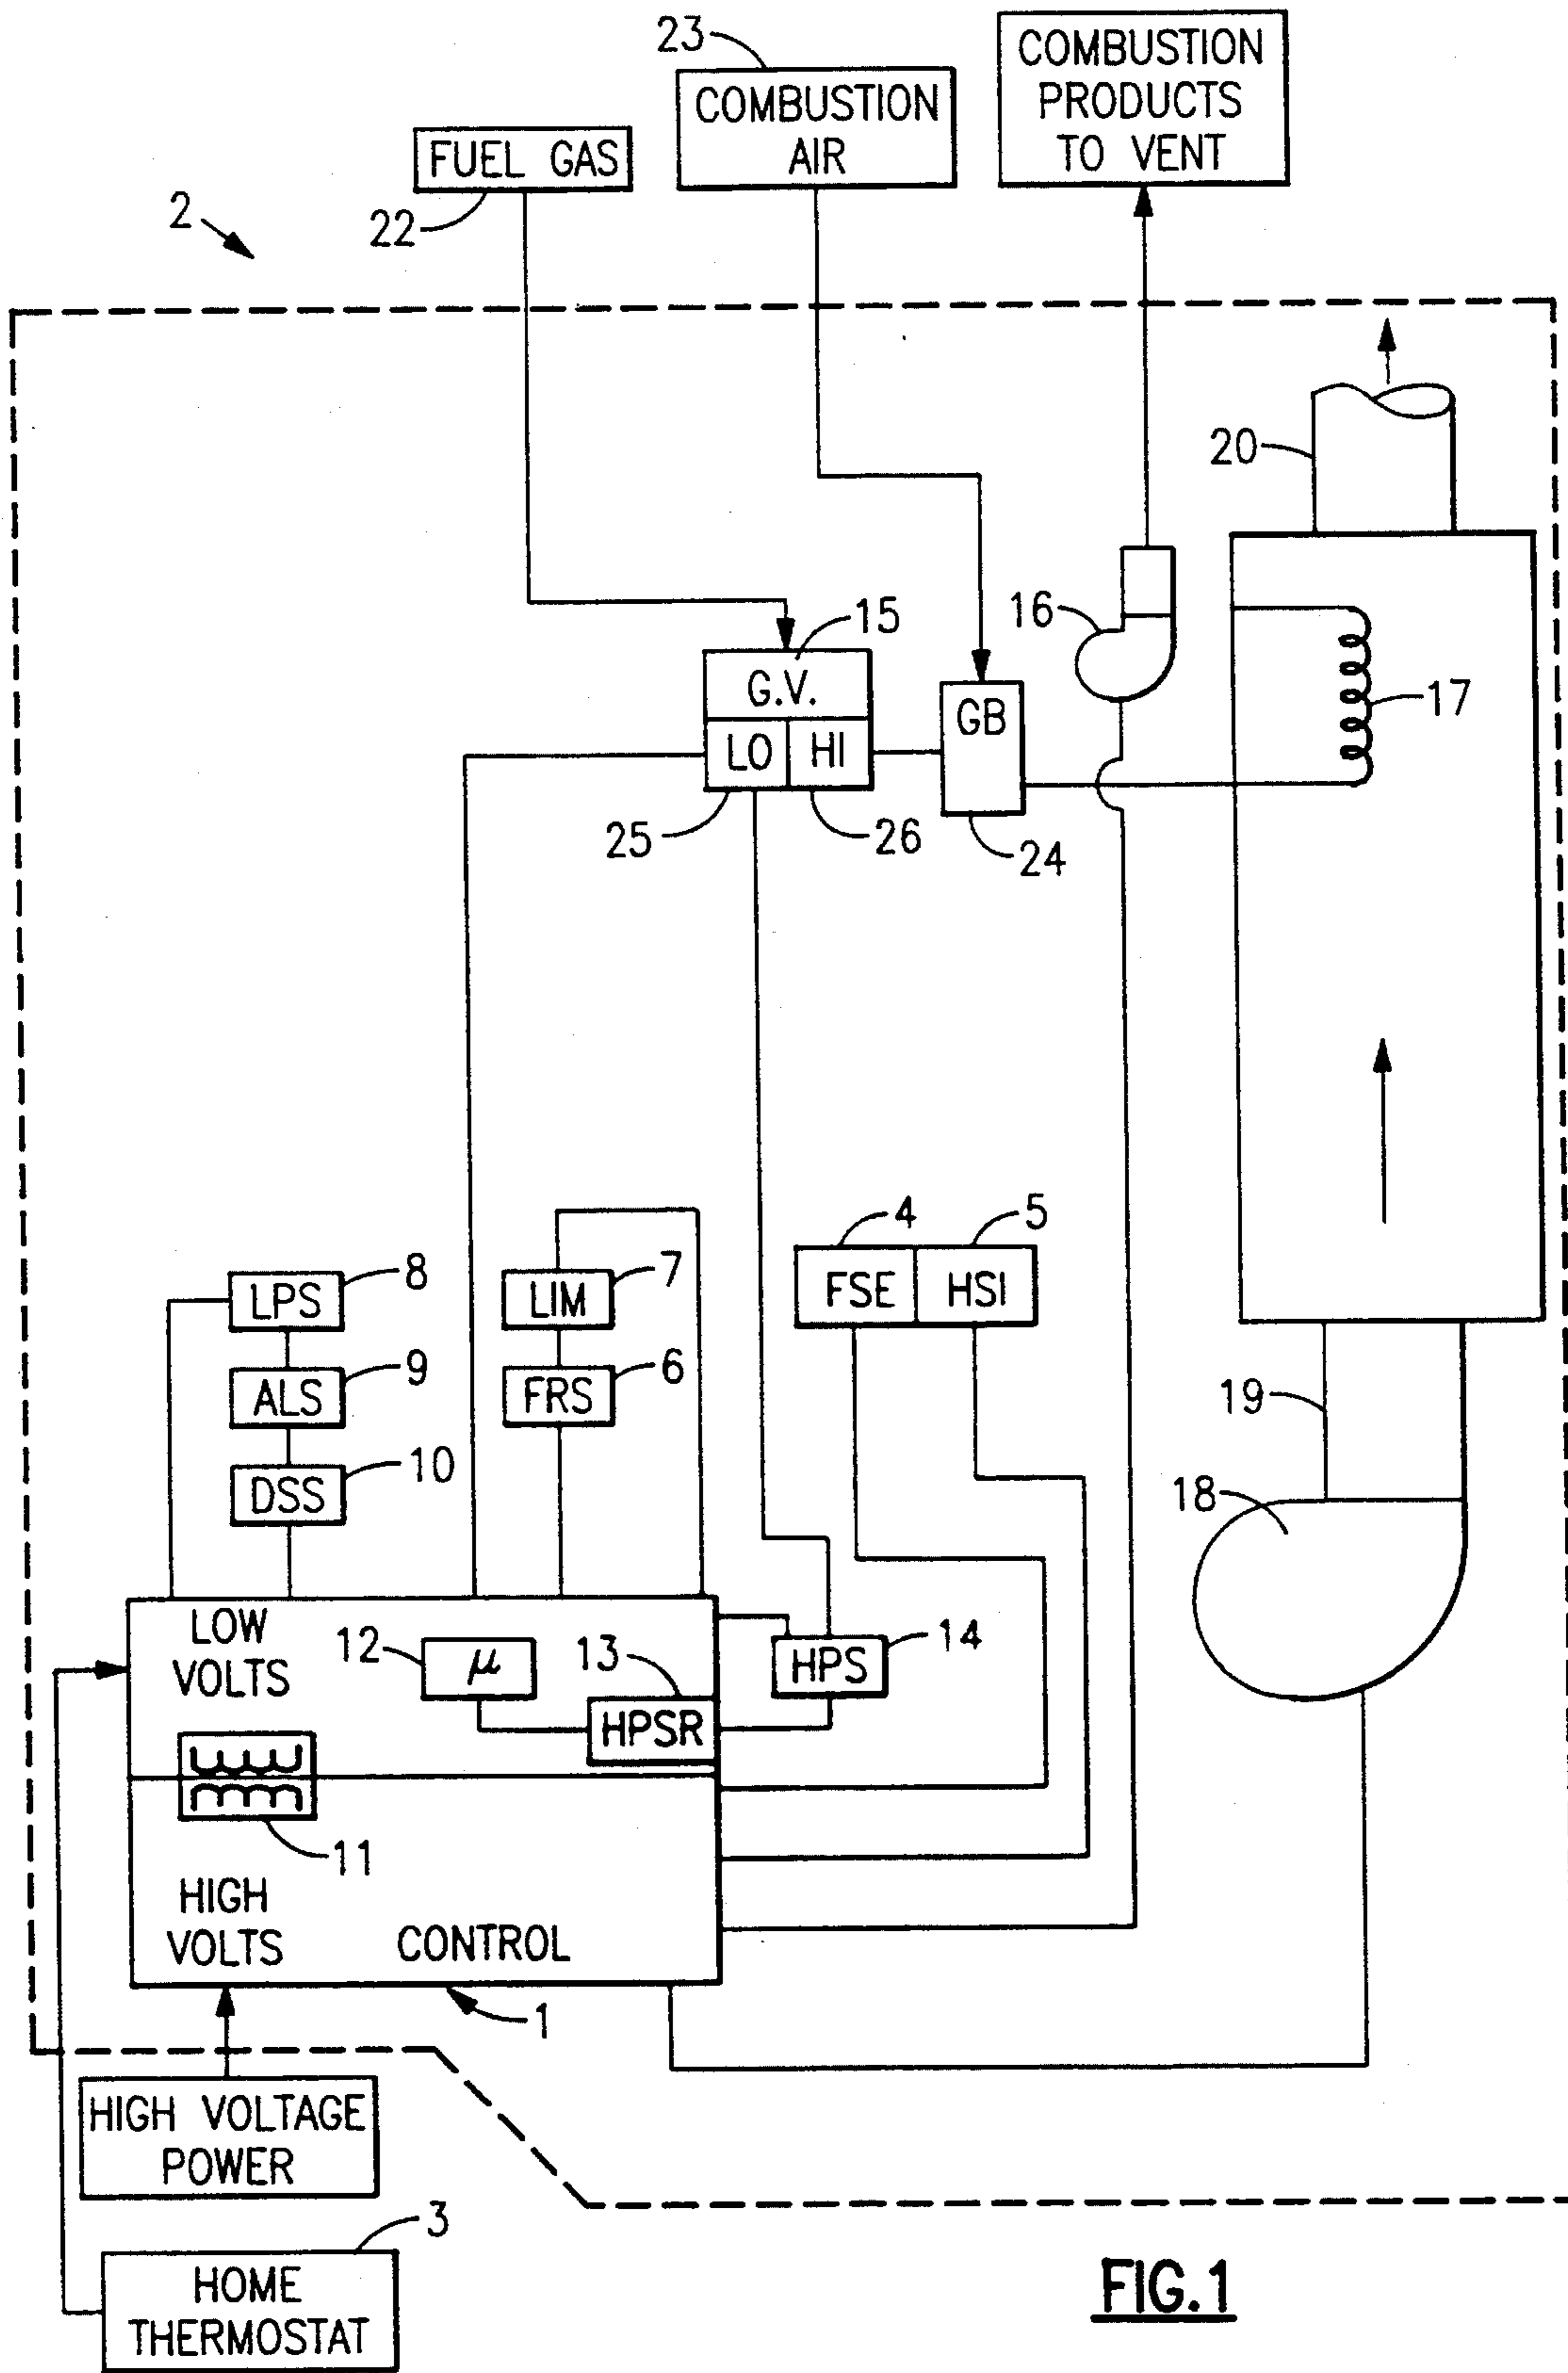 23
COMBUSTION
AIR
COMBUSTION
PRODUCTS
TO VENT
FUEL GAS
22
2
20
15
G.V.
LO
HI
25
26
GB
24
16
17
4
5
FSE
HSI
8
LPS
7
LIM
9
ALS
6
FRS
10
DSS
19
18
LOW
VOLTS
12
μ
13
HPSR
14
HPS
11
HIGH
VOLTS
CONTROL
1
HIGH VOLTAGE
POWER
3
HOME
THERMOSTAT
FIG.1